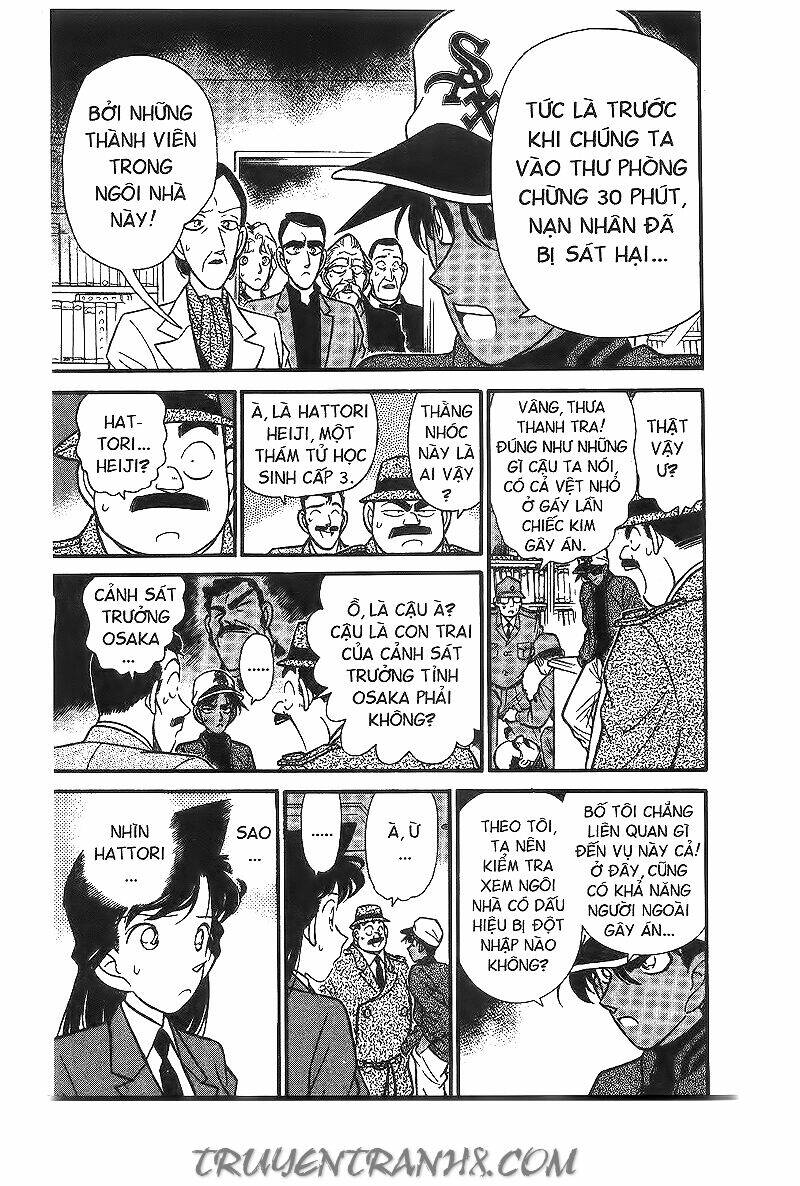 TỨC LÀ TRƯỚC
KHI CHÚNG TA
VÀO THƯ PHÒNG
CHỪNG 30 PHÚT,
NẠN NHÂN ĐÃ
BỊ SÁT HẠI...
SOX
BỞI NHỮNG
THÀNH VIÊN
TRONG
NGÔI NHÀ
NÀY!
THẬT
VẬY
Ư?
VÂNG, THƯA
THANH TRA!
ĐÚNG NHƯ NHỮNG
GÌ CẬU TA NÓI,
CÓ CẢ VỆT NHỎ
Ở GÁY LẪN
CHIẾC KIM
GÂY ÁN.
THẰNG
NHÓC
NÀY LÀ
AI VẬY
?
À, LÀ HATTORI
HEIJI, MỘT
THÁM TỬ HỌC
SINH CẤP 3.
HAT-
TORI...
HEIJI?
Ồ, LÀ CẬU À?
CẬU LÀ CON TRAI
CỦA CẢNH SÁT
TRƯỞNG TỈNH
OSAKA PHẢI
KHÔNG?
.....
CẢNH SÁT
TRƯỞNG
OSAKA
...
BỐ TÔI CHẲNG
LIÊN QUAN GÌ
ĐẾN VỤ NÀY CẢ!
Ở ĐÂY, CŨNG
CÓ KHẢ NĂNG
NGƯỜI NGOÀI
GÂY ÁN...
THEO TÔI,
TA NÊN
KIỂM TRA
XEM NGÔI
NHÀ CÓ DẤU
HIỆU BỊ ĐỘT
NHẬP NÀO
KHÔNG?
À, Ừ
...
.....
SAO
...
NHÌN
HATTORI
...
TRUYENTRANH8.COM